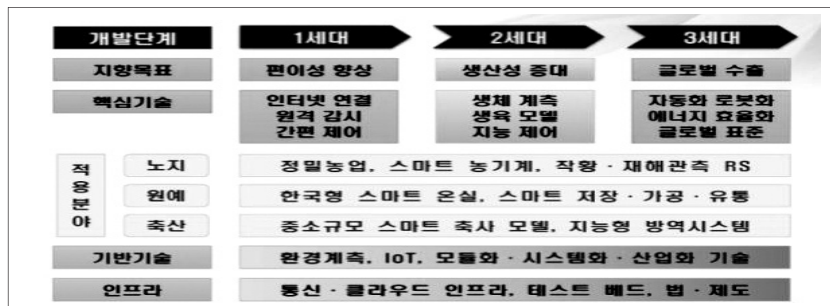 개발단계 1세대 2세대 3세대
지향목표 편이성 향상 생산성 증대 글로벌 수출
핵심기술
인터넷 연결
원격 감시
간편 제어
생체 계측
생육 모델
지능 제어
자동화 로봇화
에너지 효율화
글로벌 표준
적용분야
노지 정밀농업, 스마트 농기계, 작황·재해관측 RS
원예 한국형 스마트 온실, 스마트 저장·가공·유통
축산 중소규모 스마트 축사 모델, 지능형 방역시스템
기반기술 환경계측, IoT, 모듈화·시스템화·산업화 기술
인프라 통신·클라우드 인프라, 테스트 베드, 법·제도